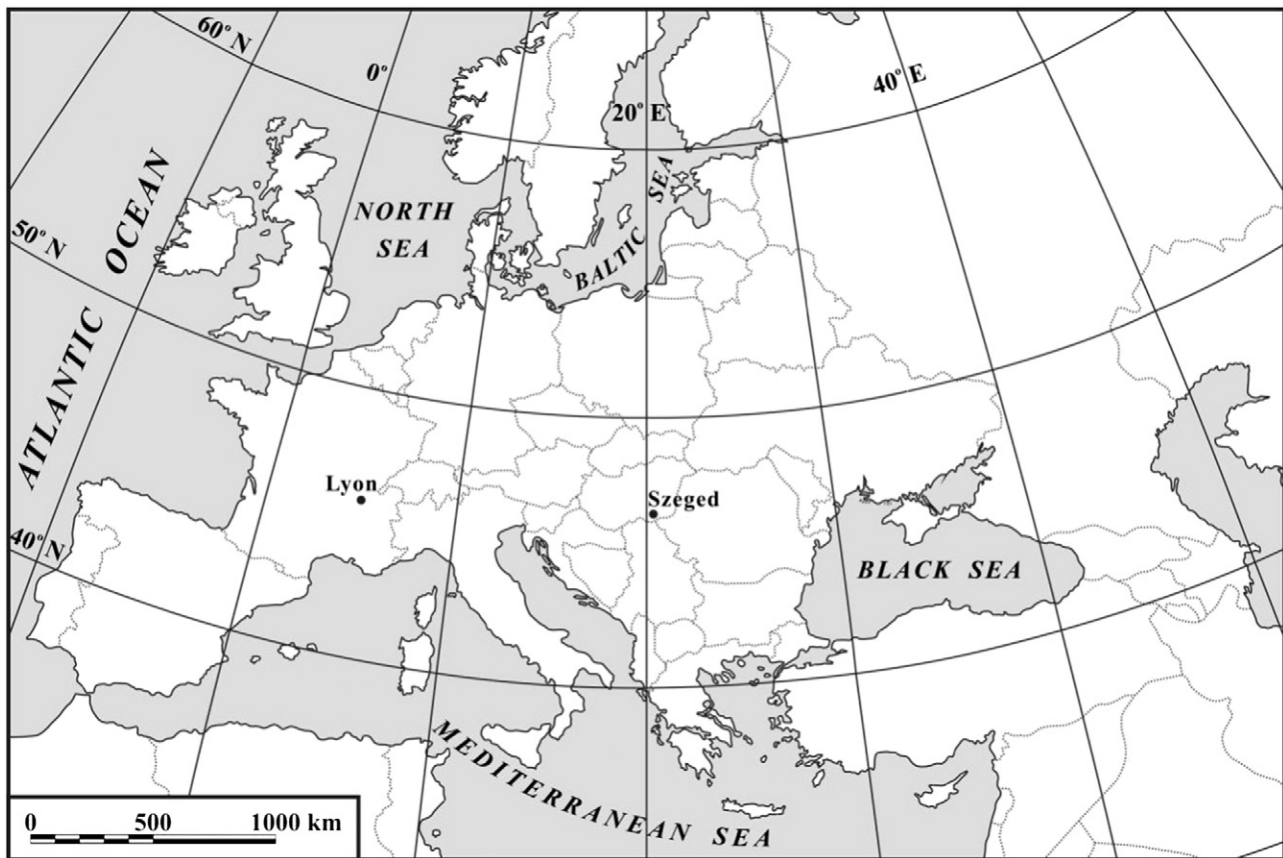 60° N
0°
40° E
20° E
ATLANTIC OCEAN
NORTH
SEA
BALTIC SEA
50° N
Lyon
Szeged
40° N
BLACK SEA
MEDITERRANEAN SEA
0 500 1000 km